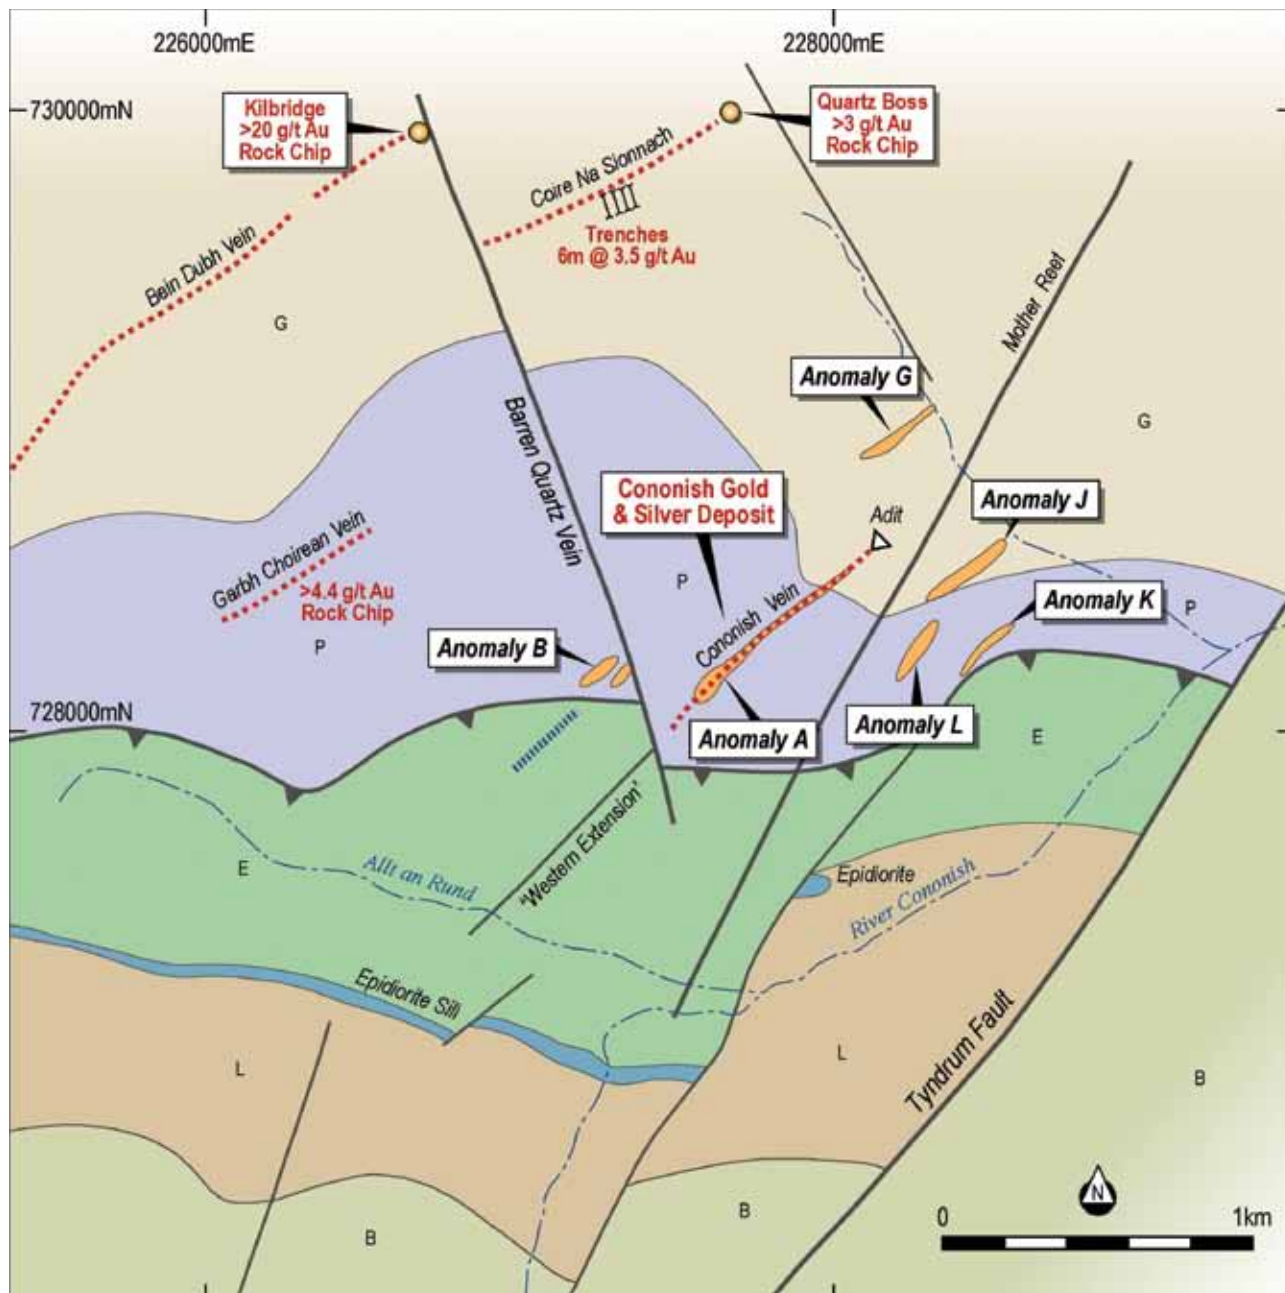 226000mE
228000mE
730000mN
Kilbridge
>20 g/t Au
Rock Chip
Quartz Boss
>3 g/t Au
Rock Chip
Coire Na Sionnach
Trenches
6m @ 3.5 g/t Au
Bein Dubh Vein
G
Mother Reef
Anomaly G
G
Barren Quartz Vein
Cononish Gold
& Silver Deposit
Anomaly J
Adit
Garbh Choirean Vein
>4.4 g/t Au
Rock Chip
P
P
Anomaly K
P
Cononish Vein
Anomaly B
728000mN
Anomaly A
Anomaly L
E
"Western Extension"
E
Allt an Rund
Epidiorite
River Cononish
Epidiorite Sill
L
L
Tyndrum Fault
B
N
B
B
0
1km